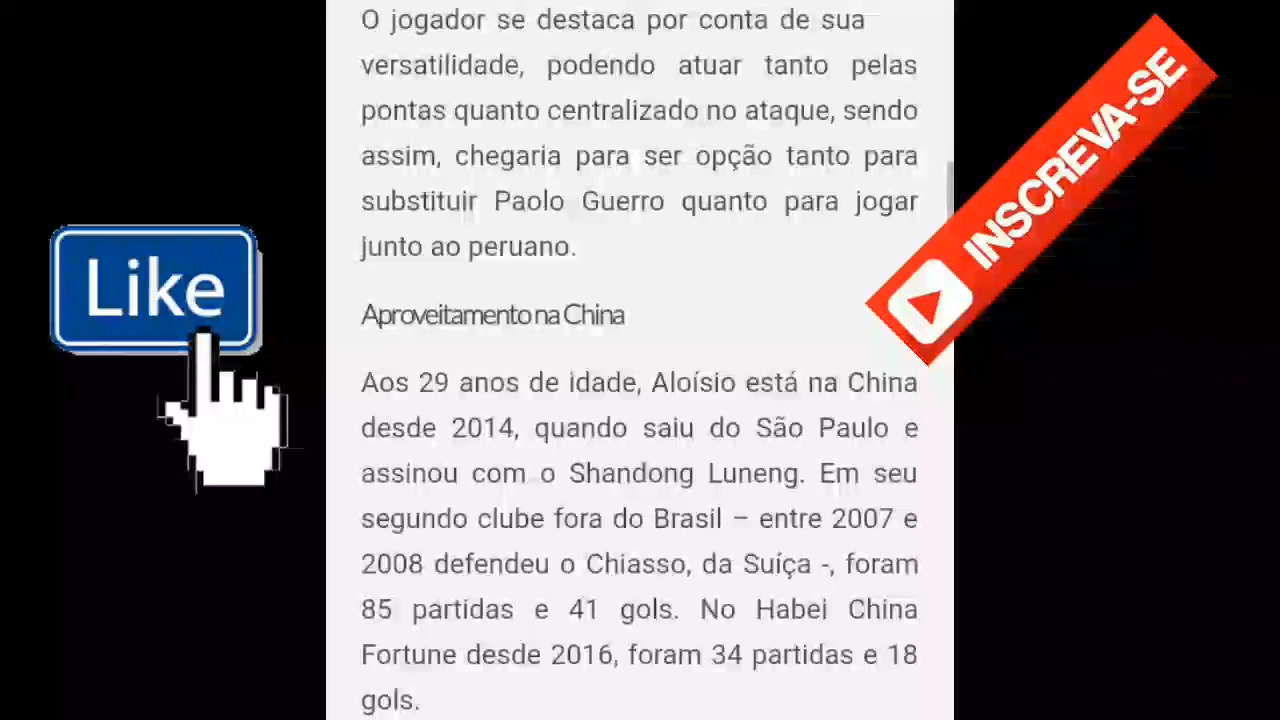 O jogador se destaca por conta de sua
versatilidade, podendo atuar tanto pelas
pontas quanto centralizado no ataque, sendo
assim, chegaria para ser opção tanto para
substituir Paolo Guerro quanto para jogar
junto ao peruano.
Aproveitamento na China
Aos 29 anos de idade, Aloísio está na China
desde 2014, quando saiu do São Paulo e
assinou com o Shandong Luneng. Em seu
segundo clube fora do Brasil – entre 2007 e
2008 defendeu o Chiasso, da Suíça -, foram
85 partidas e 41 gols. No Habei China
Fortune desde 2016, foram 34 partidas e 18
gols.
Like
INSCREVA-SE